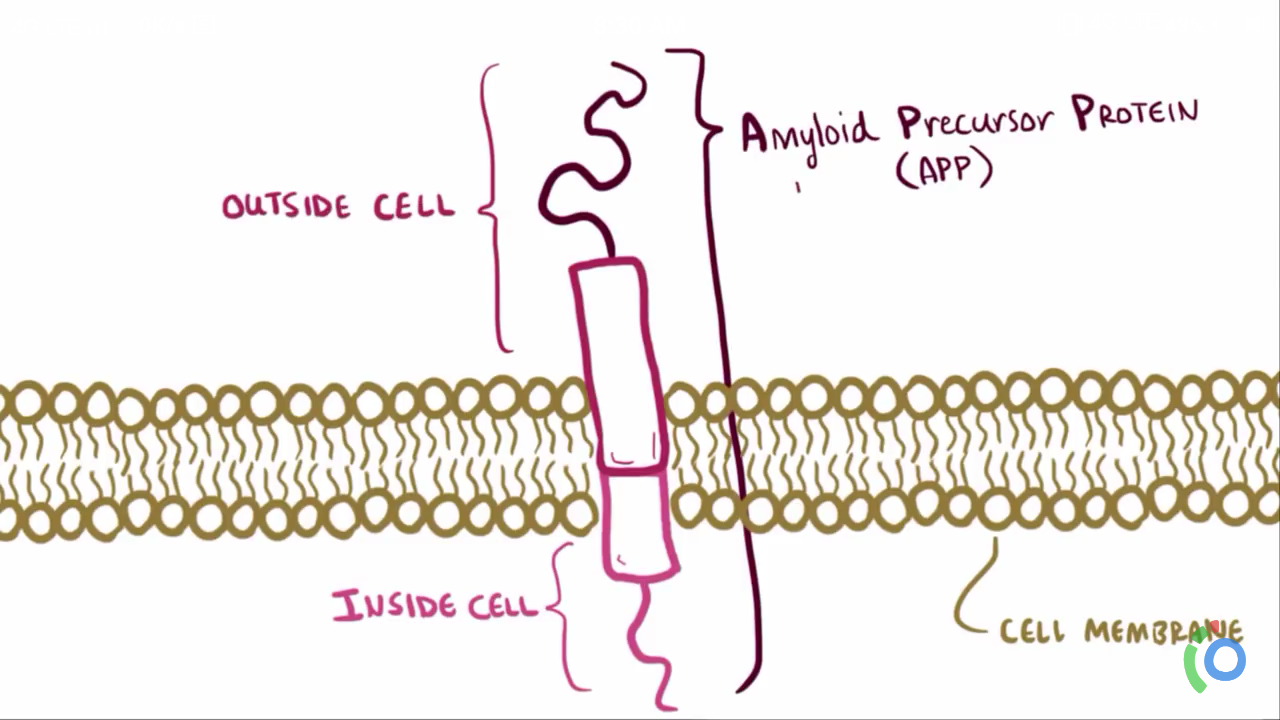 Amyloid Precursor Protein
(APP)
OUTSIDE CELL
INSIDE CELL
CELL MEMBRANE